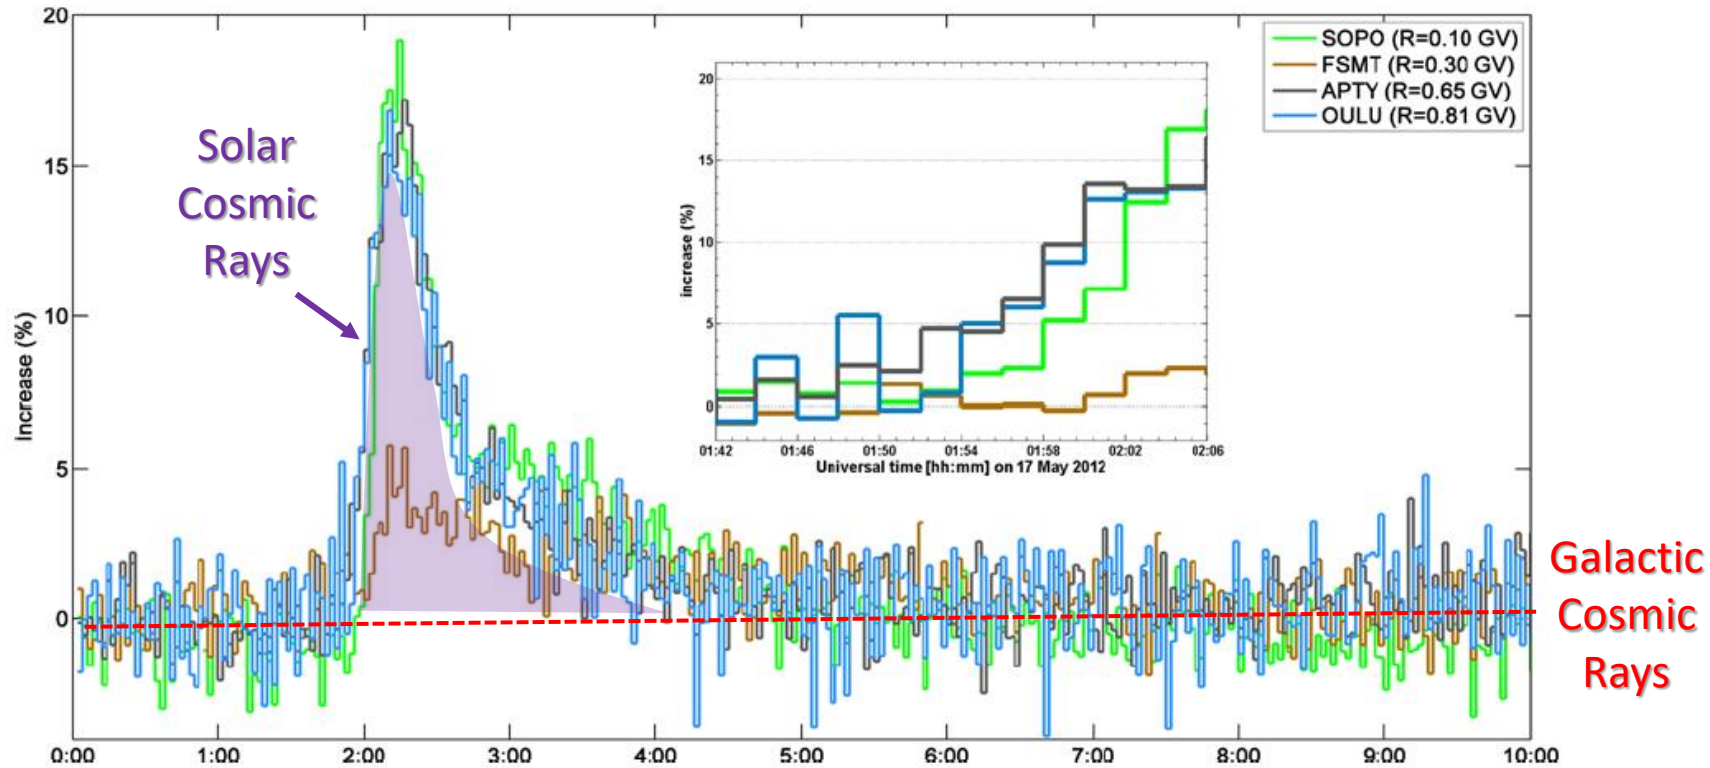 20
15
10
5
0
Increase (%)
0:00 1:00 2:00 3:00 4:00 5:00 6:00 7:00 8:00 9:00 10:00
Solar
Cosmic
Rays
20
15
10
5
0
increase (%)
01:42 01:46 01:50 01:54 01:58 02:02 02:06
Universal time [hh:mm] on 17 May 2012
SOPO (R=0.10 GV)
FSMT (R=0.30 GV)
APTY (R=0.65 GV)
OULU (R=0.81 GV)
Galactic
Cosmic
Rays